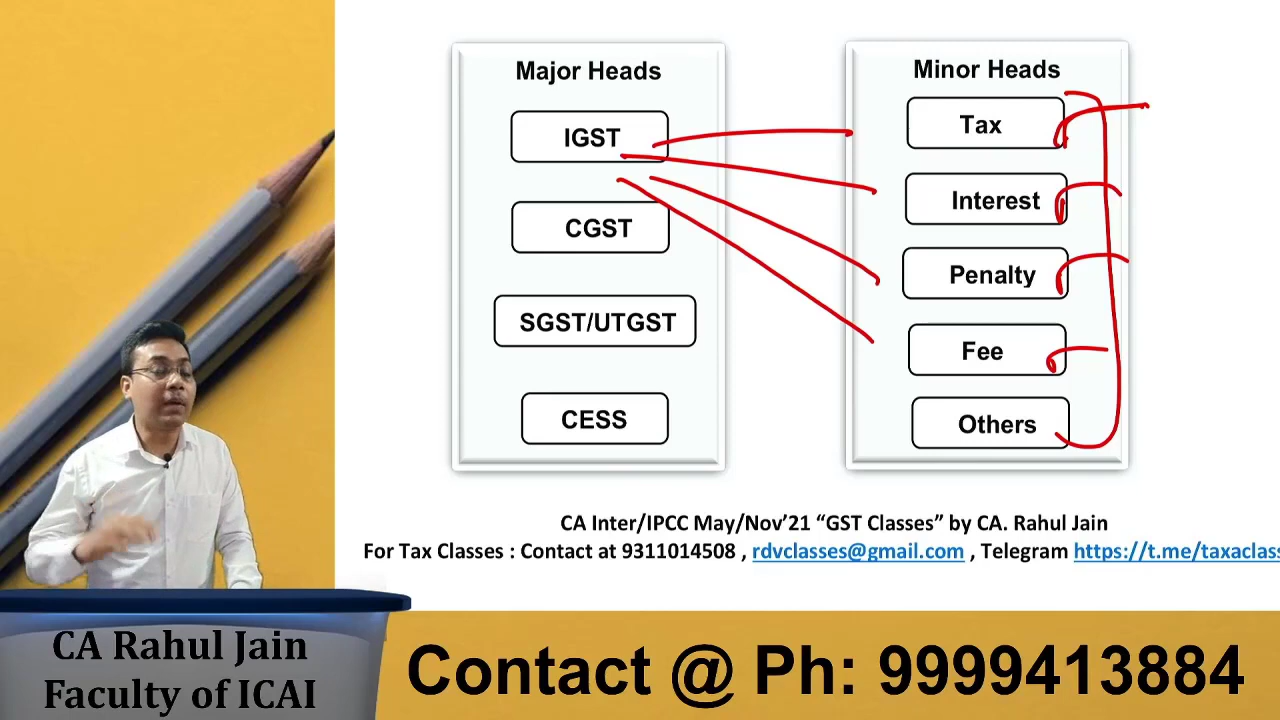 Major Heads
IGST
CGST
SGST/UTGST
CESS
Minor Heads
Tax
Interest
Penalty
Fee
Others
CA Inter/IPCC May/Nov’21 “GST Classes” by CA. Rahul Jain
For Tax Classes : Contact at 9311014508 , rdvclasses@gmail.com , Telegram https://t.me/taxaclass
CA Rahul Jain
Faculty of ICAI
Contact @ Ph: 9999413884